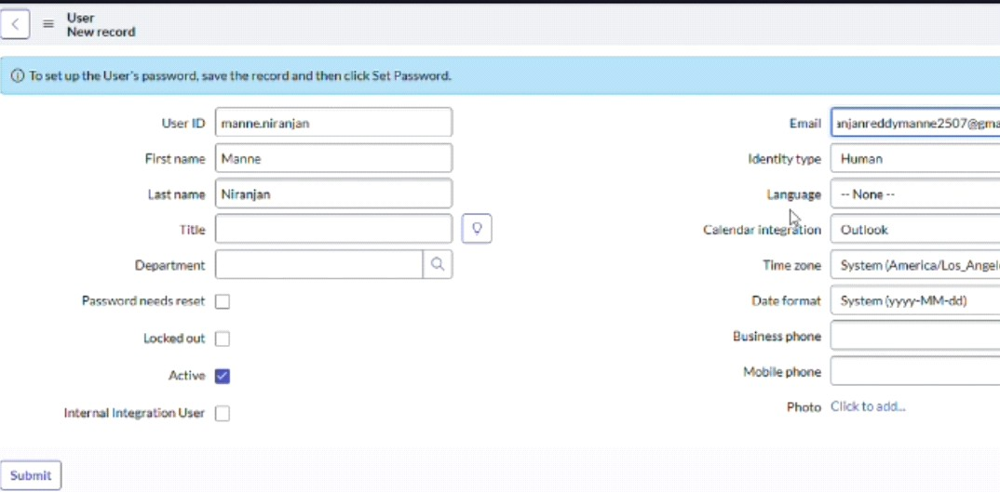 User
New record
To set up the User's password, save the record and then click Set Password.
User ID manne.niranjan
First name Manne
Last name Niranjan
Title
Department
Password needs reset
Locked out
Active
Internal Integration User
Email anjanreddymanne2507@gma
Identity type Human
Language -- None --
Calendar integration Outlook
Time zone System (America/Los_Angel
Date format System (yyyy-MM-dd)
Business phone
Mobile phone
Photo Click to add...
Submit